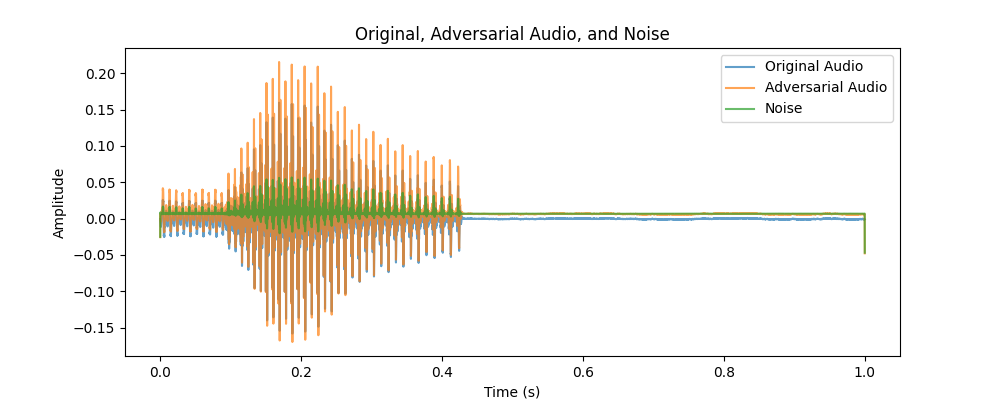 Original, Adversarial Audio, and Noise
Original Audio
Adversarial Audio
Noise
Amplitude
0.20
0.15
0.10
0.05
0.00
−0.05
−0.10
−0.15
0.0
0.2
0.4
0.6
0.8
1.0
Time (s)